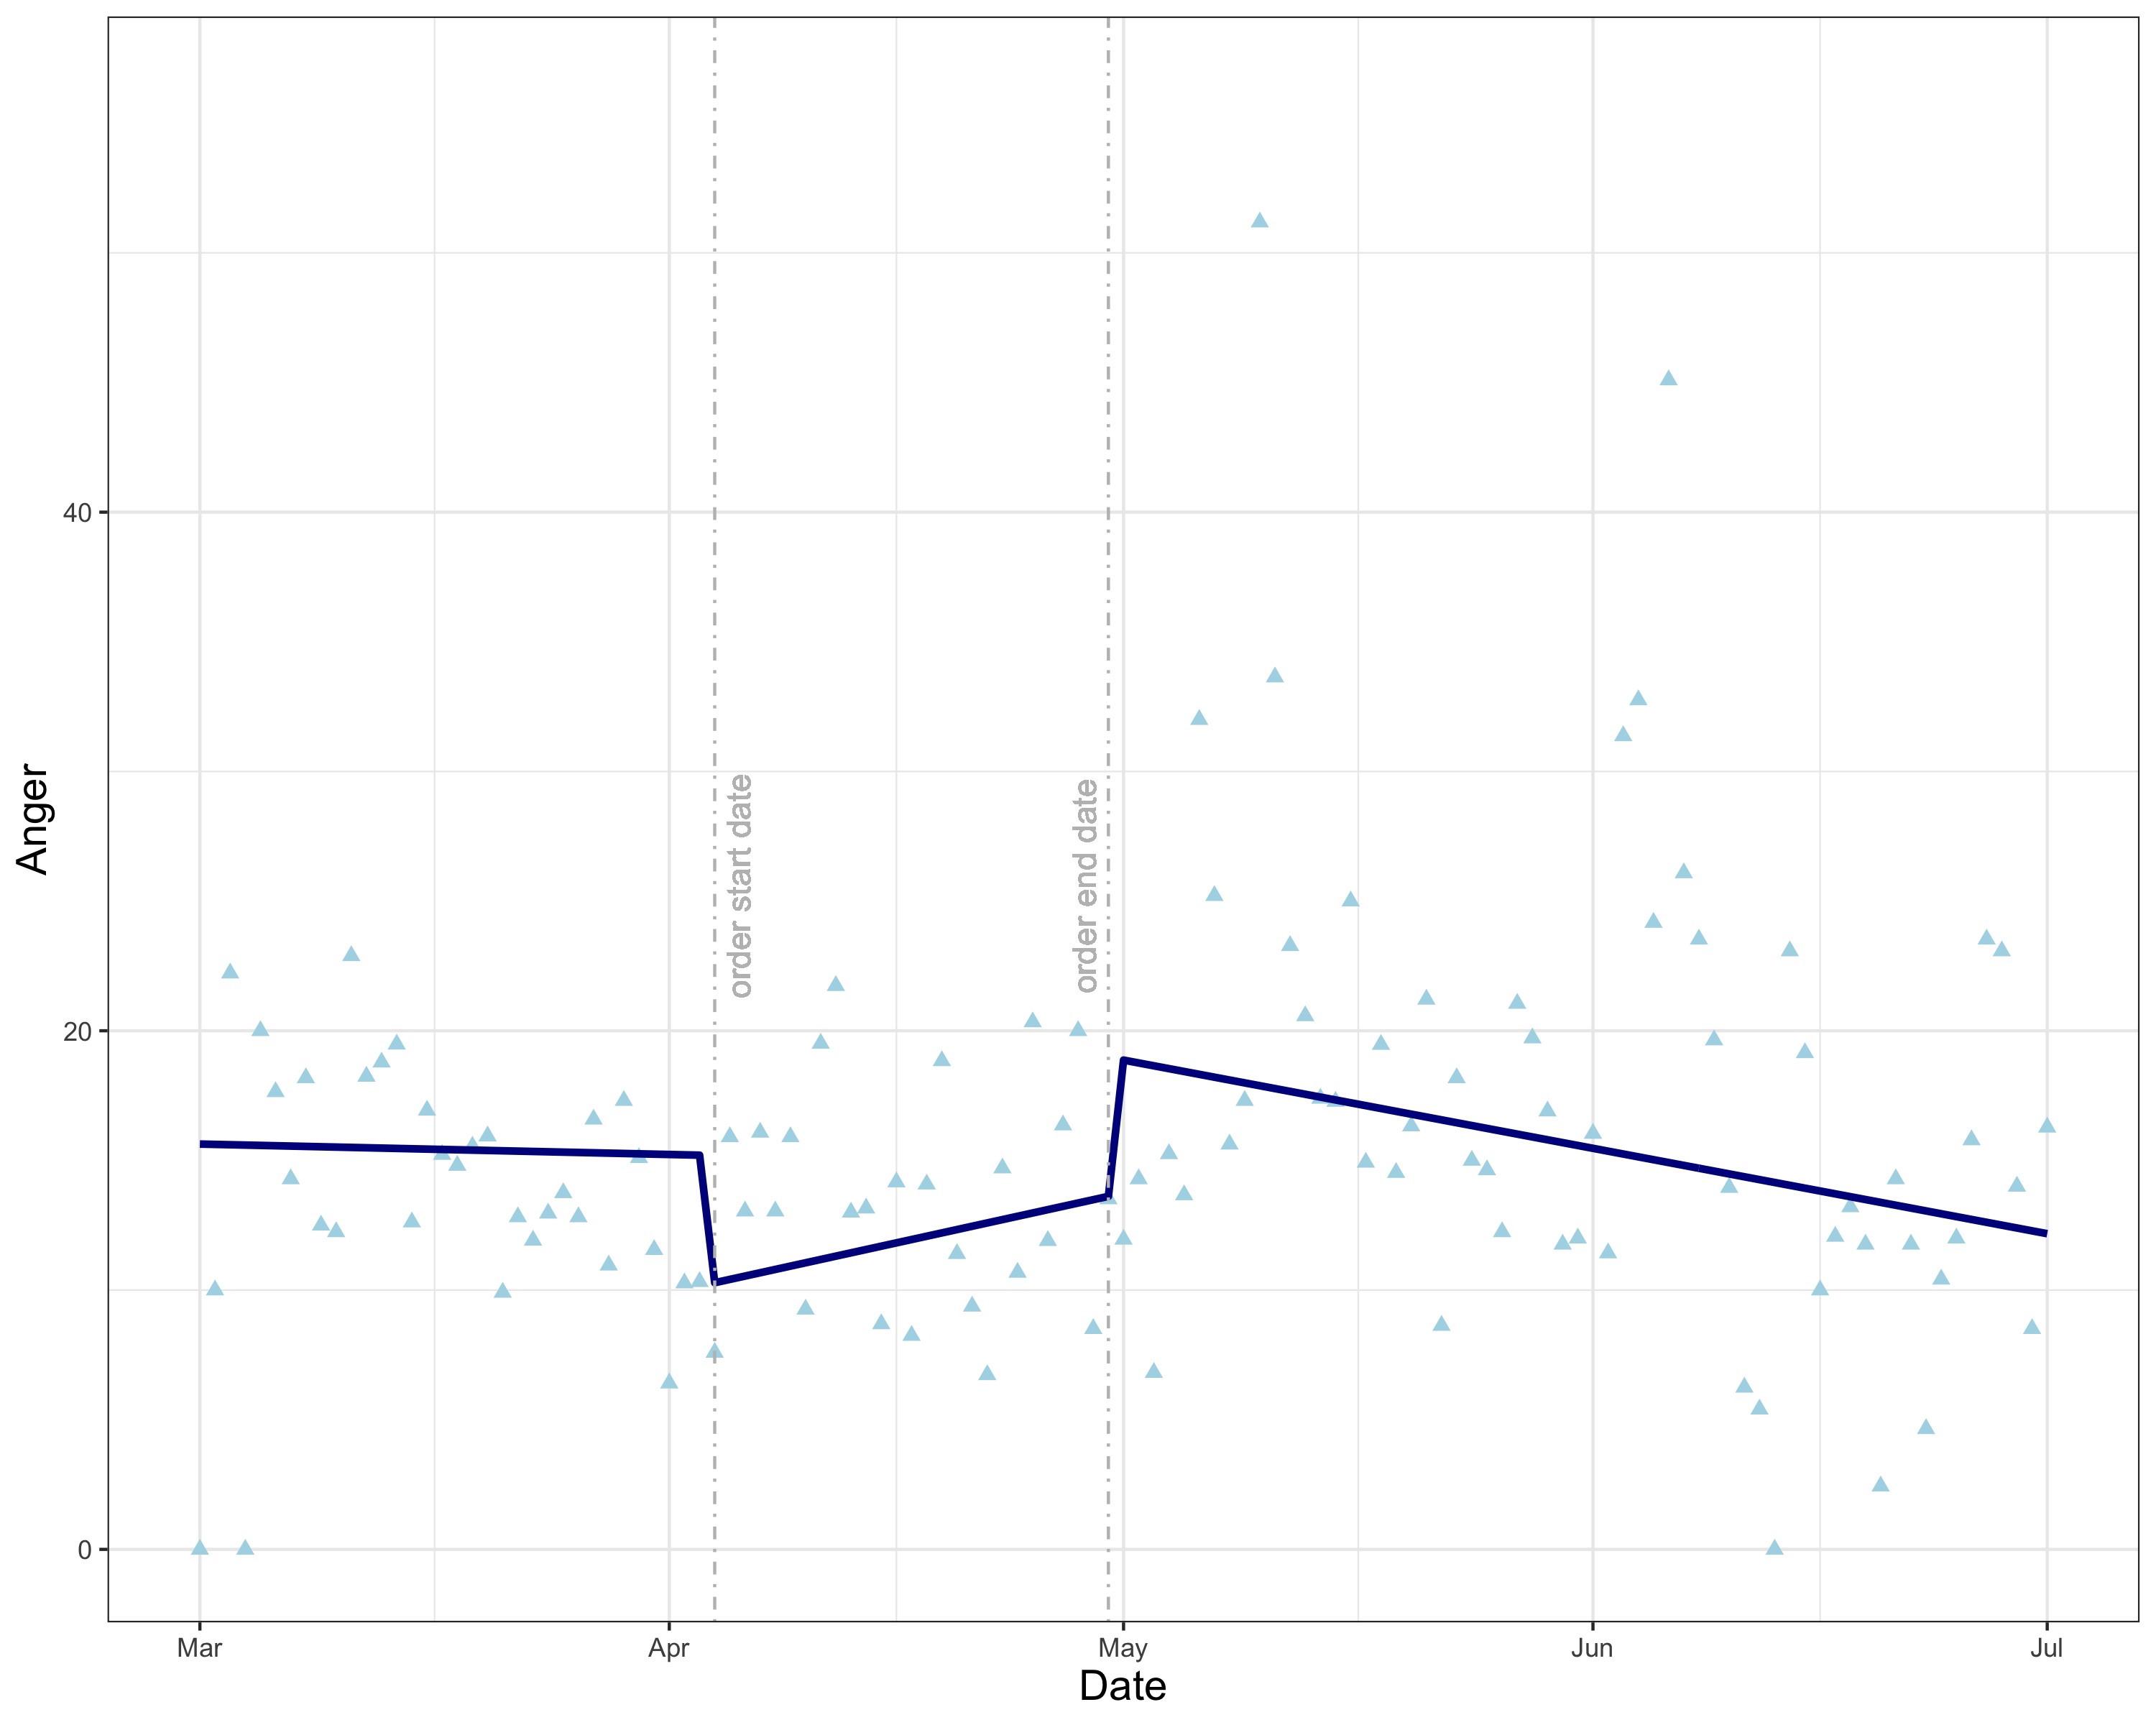 Anger
40
20
0
order start date
order end date
Mar
Apr
May
Jun
Jul
Date